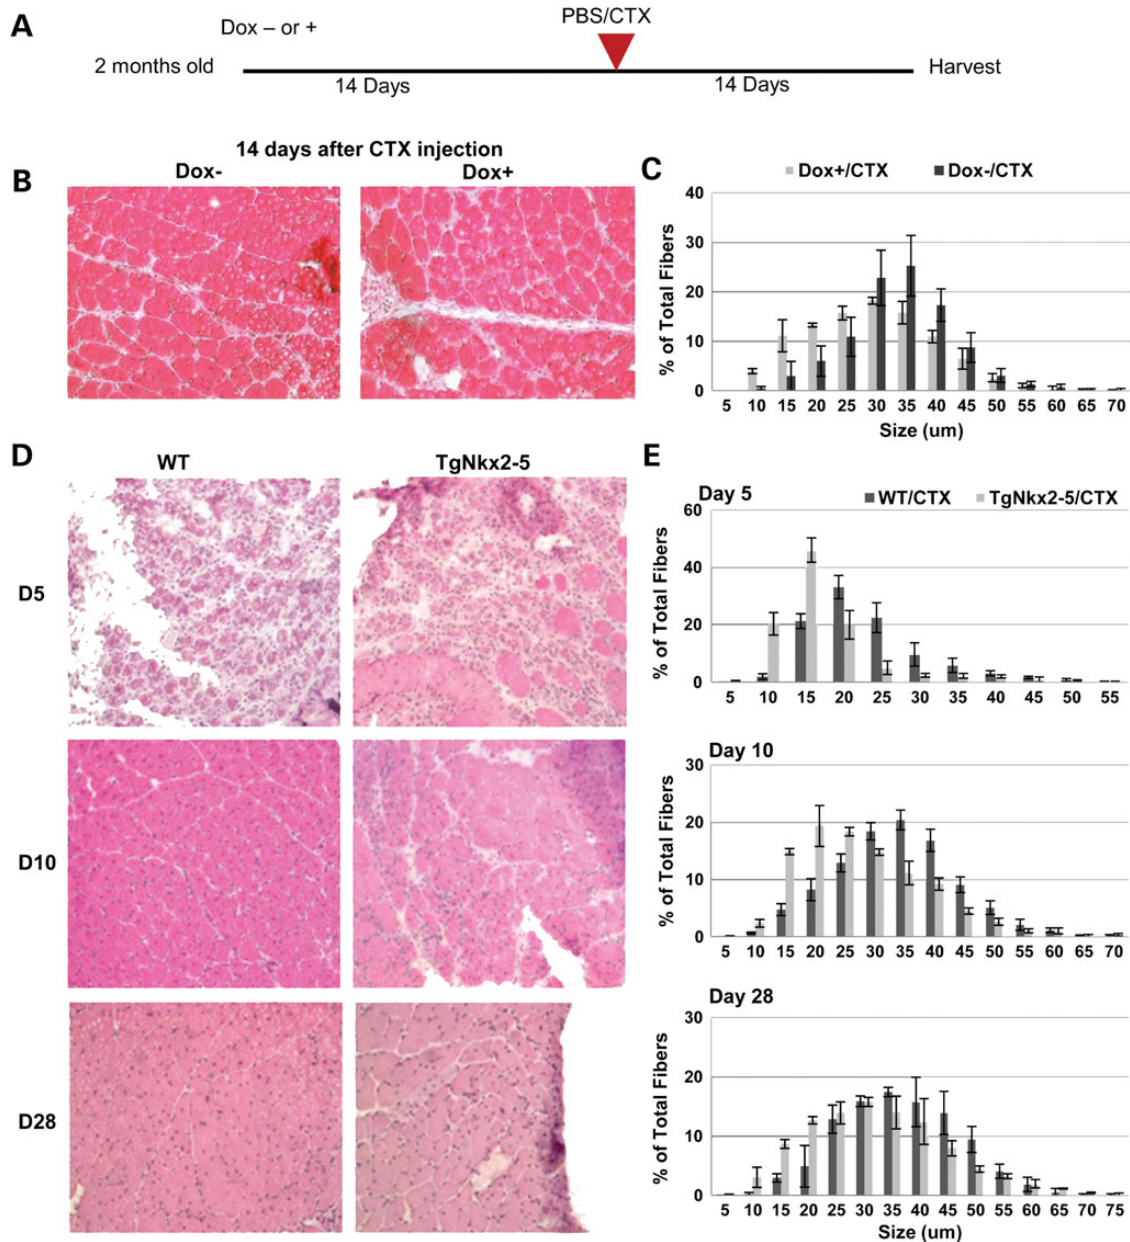 A
Dox – or +
PBS/CTX
2 months old
14 Days
14 Days
Harvest
14 days after CTX injection
B
Dox-
Dox+
C
Dox+/CTX
Dox-/CTX
% of Total Fibers
40
30
20
10
0
5 10 15 20 25 30 35 40 45 50 55 60 65 70
Size (um)
D
WT
TgNkx2-5
D5
D10
D28
E
Day 5
WT/CTX
TgNkx2-5/CTX
% of Total Fibers
60
40
20
0
5 10 15 20 25 30 35 40 45 50 55
Day 10
% of Total Fibers
30
20
10
0
5 10 15 20 25 30 35 40 45 50 55 60 65 70
Day 28
% of Total Fibers
30
20
10
0
5 10 15 20 25 30 35 40 45 50 55 60 65 70 75
Size (um)